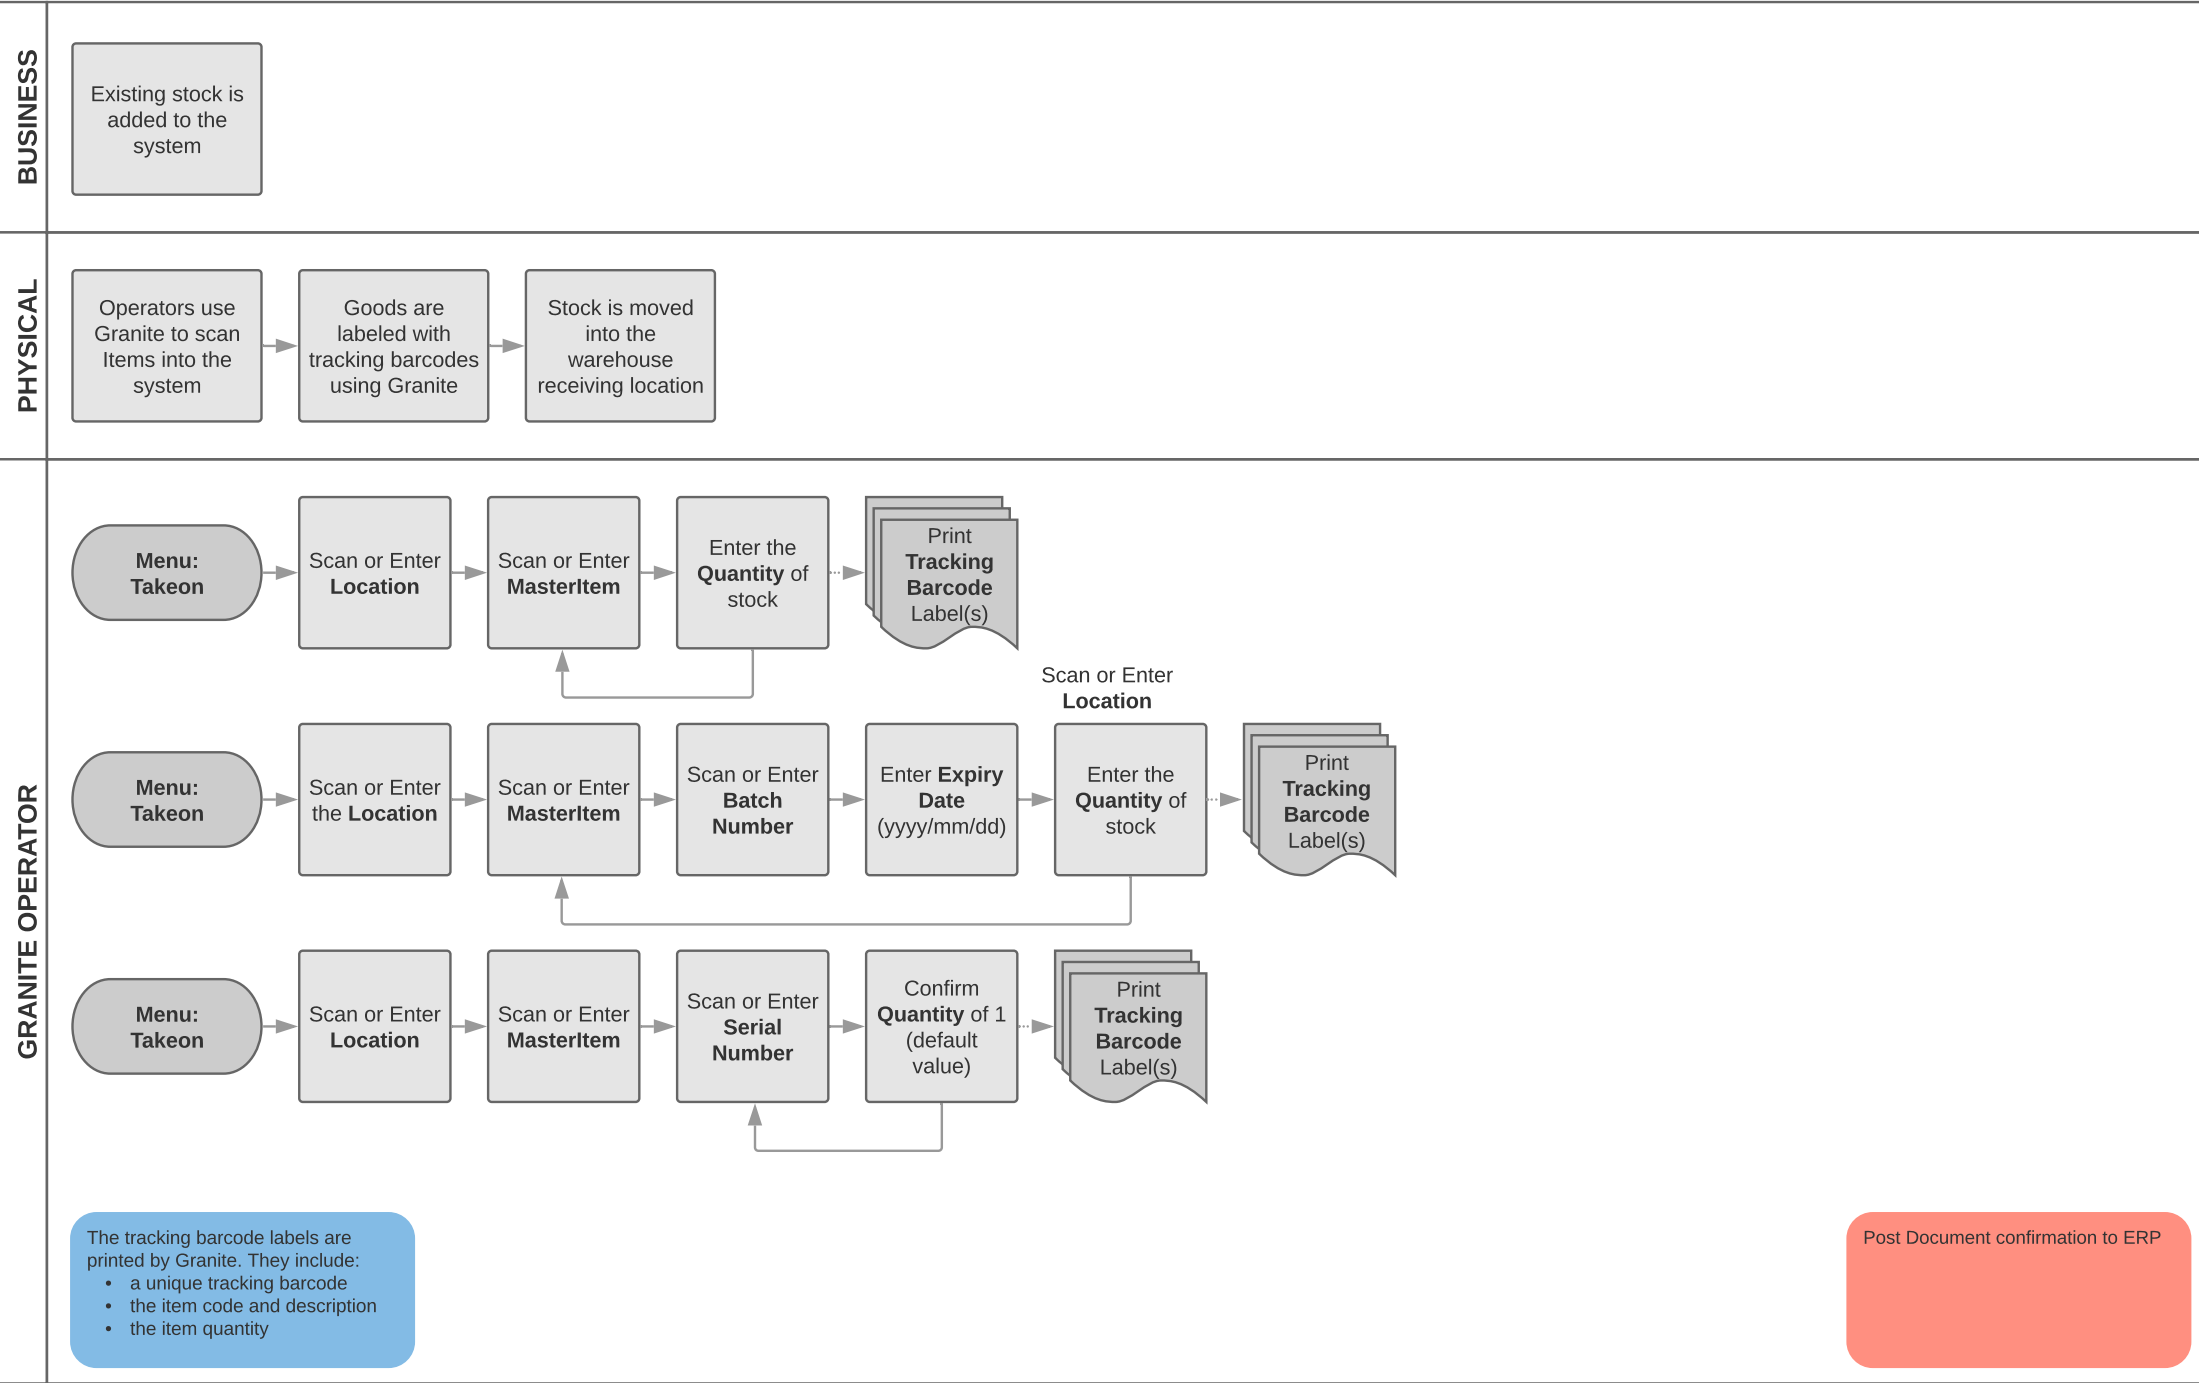 BUSINESS
Existing stock is
added to the
system
PHYSICAL
Operators use
Granite to scan
Items into the
system
Goods are
labeled with
tracking barcodes
using Granite
Stock is moved
into the
warehouse
receiving location
GRANITE OPERATOR
Menu:
Takeon
Scan or Enter
Location
Scan or Enter
MasterItem
Enter the
Quantity of
stock
Print
Tracking
Barcode
Label(s)
Scan or Enter
Location
Menu:
Takeon
Scan or Enter
the Location
Scan or Enter
MasterItem
Scan or Enter
Batch
Number
Enter Expiry
Date
(yyyy/mm/dd)
Enter the
Quantity of
stock
Print
Tracking
Barcode
Label(s)
Menu:
Takeon
Scan or Enter
Location
Scan or Enter
MasterItem
Scan or Enter
Serial
Number
Confirm
Quantity of 1
(default
value)
Print
Tracking
Barcode
Label(s)
The tracking barcode labels are
printed by Granite. They include:
• a unique tracking barcode
• the item code and description
• the item quantity
Post Document confirmation to ERP